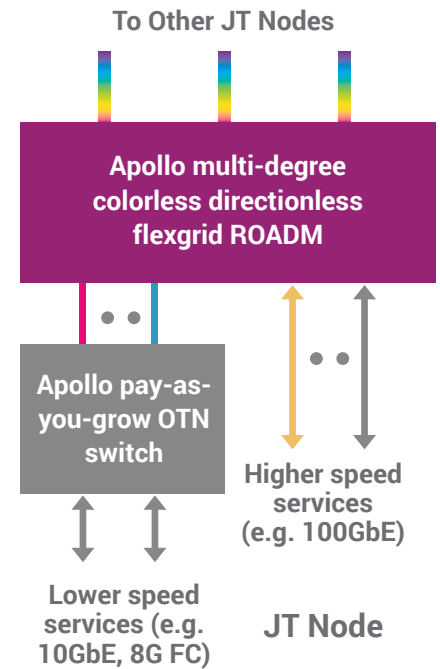 To Other JT Nodes
Apollo multi-degree
colorless directionless
flexgrid ROADM
Apollo pay-as-
you-grow OTN
switch
Higher speed
services
(e.g. 100GbE)
Lower speed
services (e.g.
10GbE, 8G FC)
JT Node